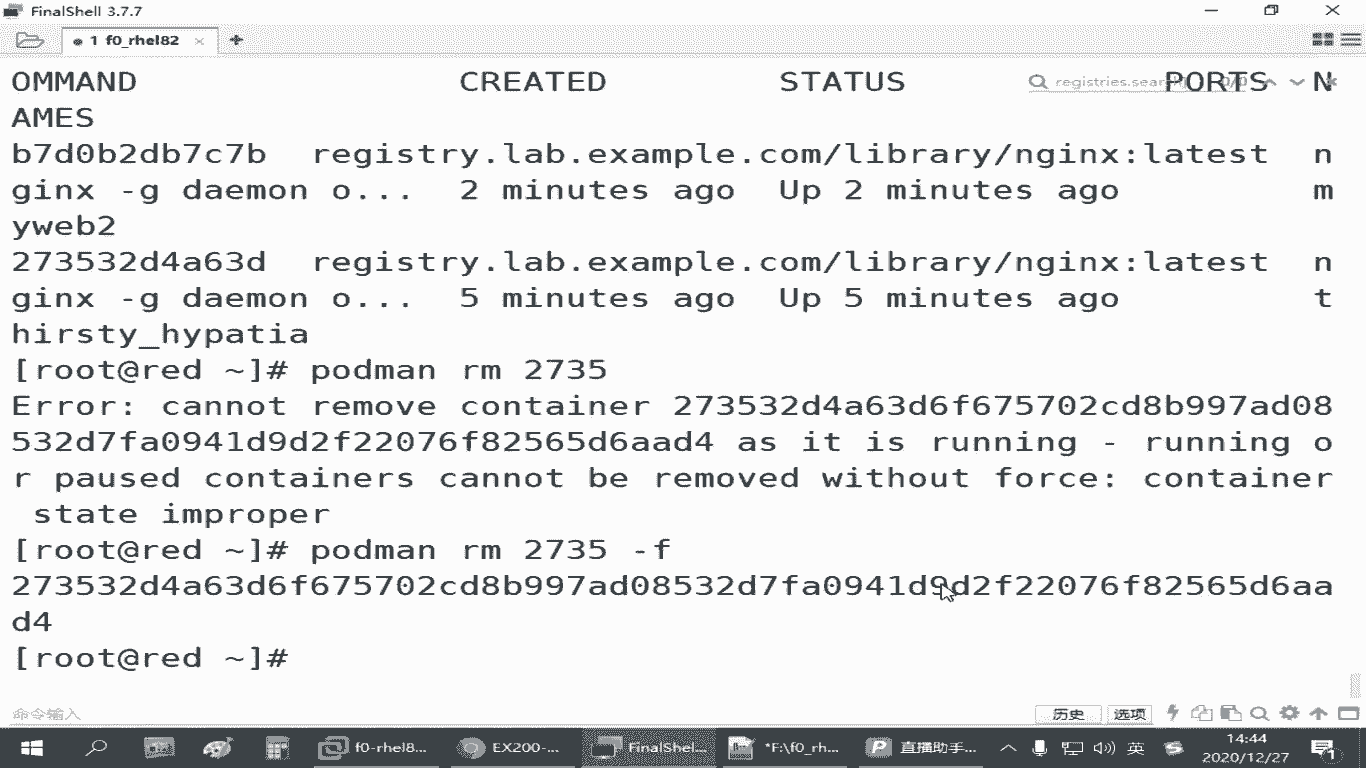 FinalShell 3.7.7
1 f0_rhel82
OMMAND CREATED STATUS PORTS N
AMES
b7d0b2db7c7b registry.lab.example.com/library/nginx:latest n
ginx -g daemon o... 2 minutes ago Up 2 minutes ago m
yweb2
273532d4a63d registry.lab.example.com/library/nginx:latest n
ginx -g daemon o... 5 minutes ago Up 5 minutes ago t
hirsty_hypatia
[root@red ~]# podman rm 2735
Error: cannot remove container 273532d4a63d6f675702cd8b997ad08
532d7fa0941d9d2f22076f82565d6aad4 as it is running - running o
r paused containers cannot be removed without force: container
state improper
[root@red ~]# podman rm 2735 -f
273532d4a63d6f675702cd8b997ad08532d7fa0941d9d2f22076f82565d6aa
d4
[root@red ~]#
命令输入 历史 选项
f0-rhel8... EX200-... FinalShel... *F:\f0_rh... 直播助手... 英 14:44
2020/12/27 1